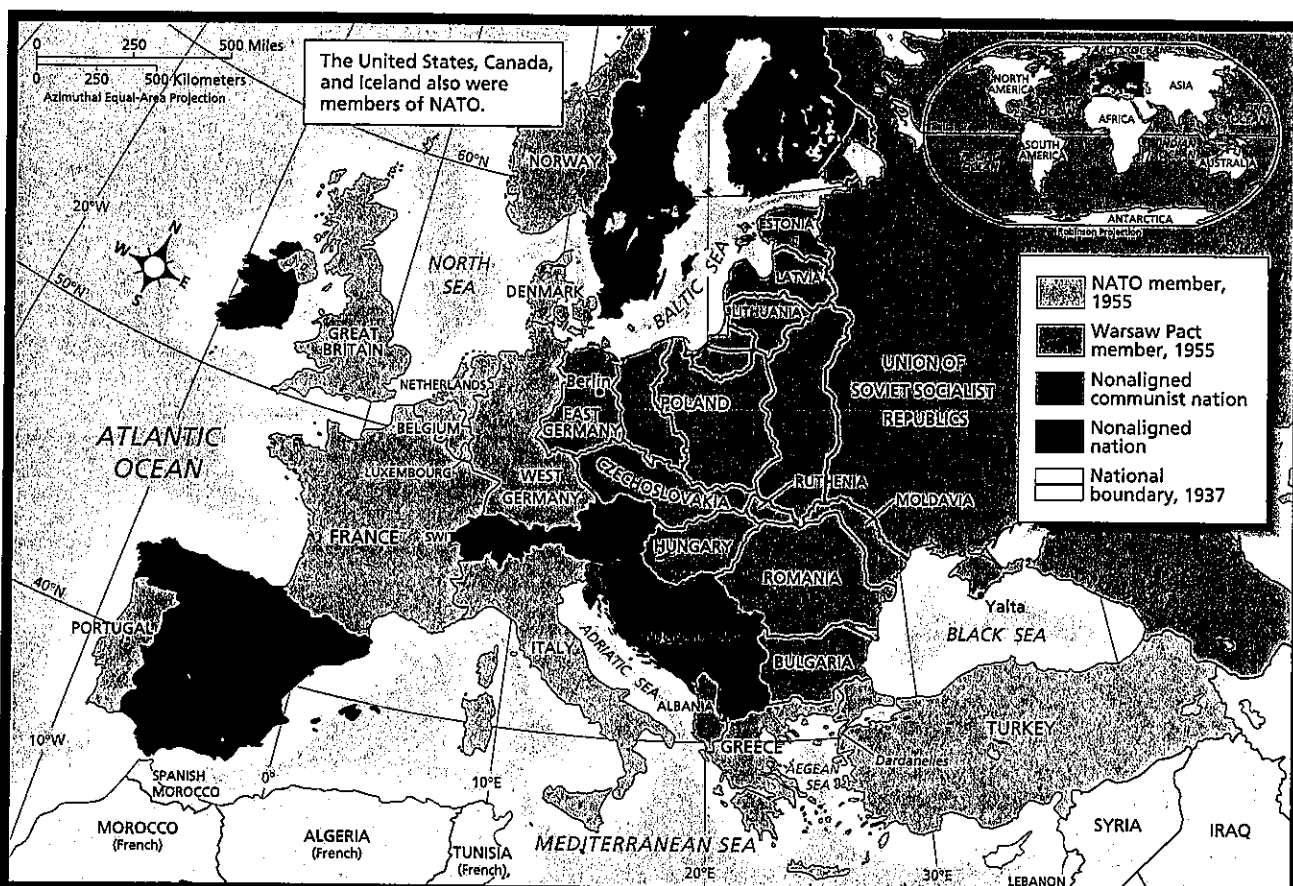 0 250 500 Miles
0 250 500 Kilometers
Azimuthal Equal-Area Projection
The United States, Canada,
and Iceland also were
members of NATO.
ARCTIC OCEAN
NORTH
AMERICA
ASIA
AFRICA
SOUTH
AMERICA
AUSTRALIA
ANTARCTICA
Robinson Projection
NATO member,
1955
Warsaw Pact
member, 1955
Nonaligned
communist nation
Nonaligned
nation
National
boundary, 1937
60°N
20°W
50°N
N
W
E
S
NORWAY
NORTH
SEA
DENMARK
BALTIC SEA
ESTONIA
LATVIA
LITHUANIA
GREAT
BRITAIN
NETHERLANDS
Berlin
EAST
GERMANY
POLAND
UNION OF
SOVIET SOCIALIST
REPUBLICS
ATLANTIC
OCEAN
BELGIUM
LUXEMBOURG
WEST
GERMANY
CZECHOSLOVAKIA
RUTHENIA
MOLDAVIA
FRANCE
SWI
HUNGARY
ROMANIA
40°N
PORTUGAL
ITALY
ADRIATIC SEA
ALBANIA
BULGARIA
Yalta
BLACK SEA
GREECE
AEGEAN
SEA
Dardanelles
TURKEY
10°W
0°
10°E
20°E
30°E
SPANISH
MOROCCO
MOROCCO
(French)
ALGERIA
(French)
TUNISIA
(French)
MEDITERRANEAN SEA
SYRIA
IRAQ
LEBANON